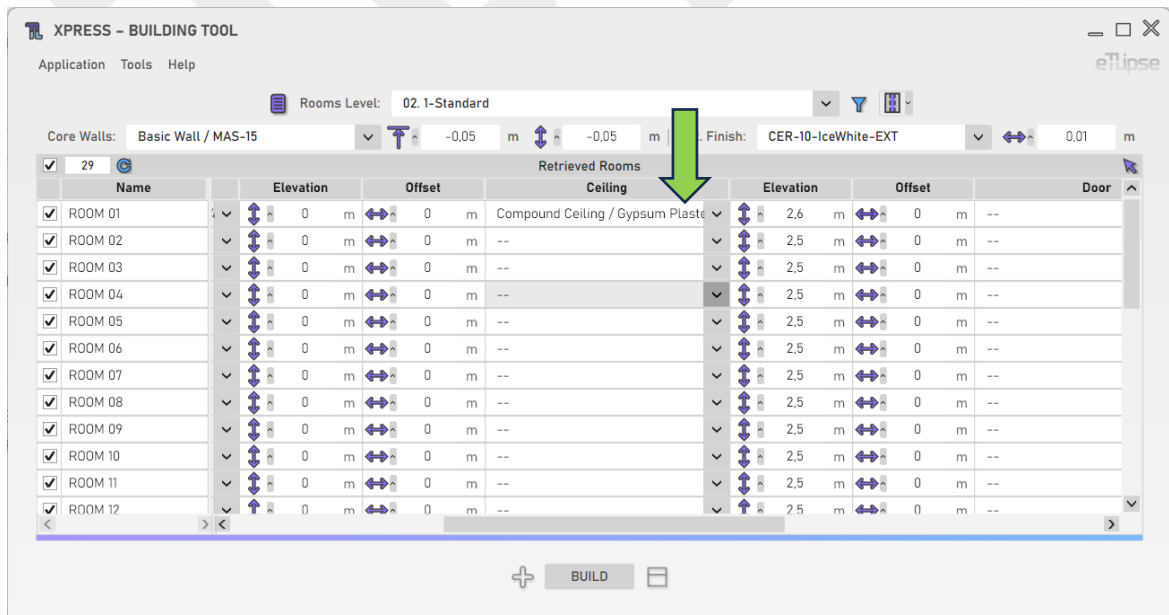 XPRESS – BUILDING TOOL
Application Tools Help
eTLipse
Rooms Level: 02. 1-Standard
Core Walls: Basic Wall / MAS-15 -0,05 m -0,05 m Finish: CER-10-IceWhite-EXT 0,01 m
29 Retrieved Rooms
Name Elevation Offset Ceiling Elevation Offset Door
ROOM 01 0 m 0 m Compound Ceiling / Gypsum Plaste 2,6 m 0 m --
ROOM 02 0 m 0 m -- 2,5 m 0 m --
ROOM 03 0 m 0 m -- 2,5 m 0 m --
ROOM 04 0 m 0 m -- 2,5 m 0 m --
ROOM 05 0 m 0 m -- 2,5 m 0 m --
ROOM 06 0 m 0 m -- 2,5 m 0 m --
ROOM 07 0 m 0 m -- 2,5 m 0 m --
ROOM 08 0 m 0 m -- 2,5 m 0 m --
ROOM 09 0 m 0 m -- 2,5 m 0 m --
ROOM 10 0 m 0 m -- 2,5 m 0 m --
ROOM 11 0 m 0 m -- 2,5 m 0 m --
ROOM 12 0 m 0 m -- 2,5 m 0 m --
BUILD